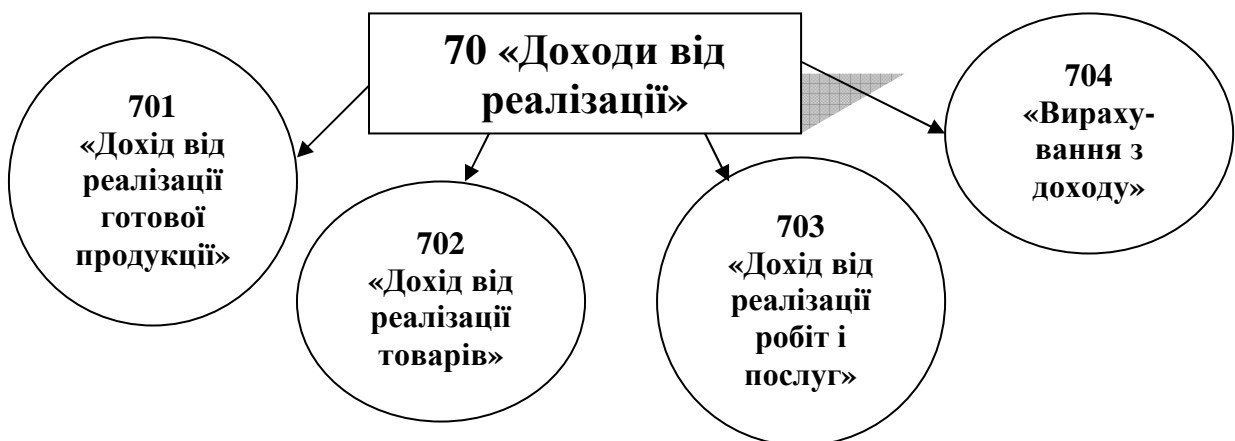 70 «Доходи від
реалізації»
701
«Дохід від
реалізації
готової
продукції»
702
«Дохід від
реалізації
товарів»
703
«Дохід від
реалізації
робіт і
послуг»
704
«Вираху-
вання з
доходу»